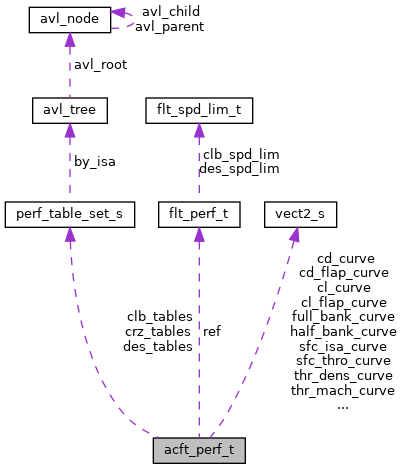 avl_node
avl_child
avl_parent
avl_root
avl_tree
flt_spd_lim_t
by_isa
clb_spd_lim
des_spd_lim
perf_table_set_s
flt_perf_t
vect2_s
clb_tables
crz_tables
des_tables
ref
cd_curve
cd_flap_curve
cl_curve
cl_flap_curve
full_bank_curve
half_bank_curve
sfc_isa_curve
sfc_thro_curve
thr_dens_curve
thr_mach_curve
...
acft_perf_t